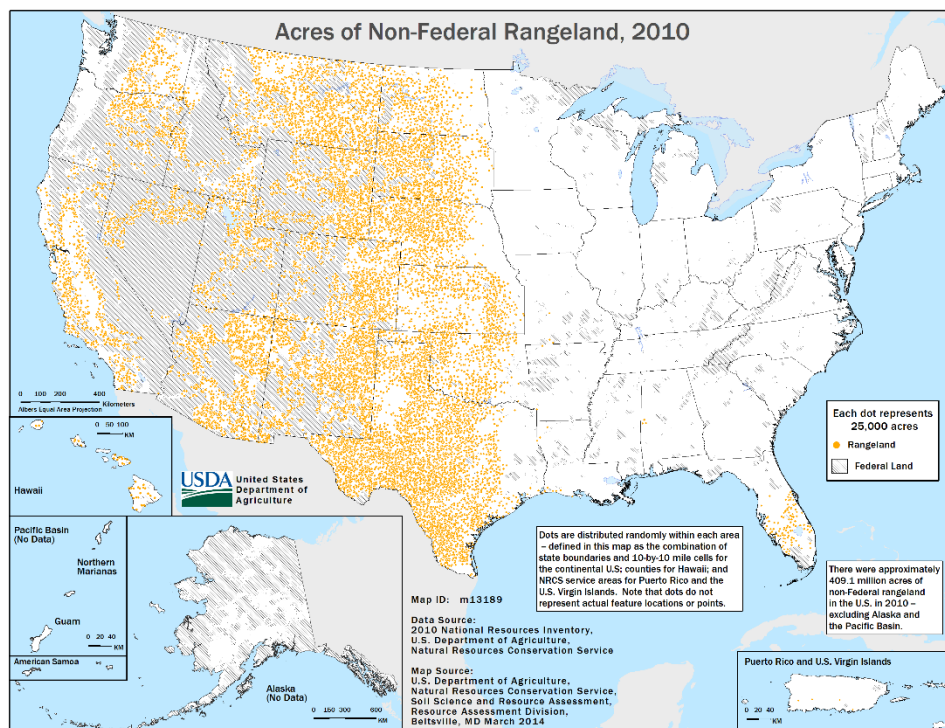 Acres of Non-Federal Rangeland, 2010
0 100 200 400
Kilometers
Albers Equal Area Projection
0 50 100
KM
Hawaii
USDA
United States
Department of
Agriculture
Each dot represents
25,000 acres
Rangeland
Federal Land
Pacific Basin
(No Data)
Northern
Marianas
Guam
0 20 40
KM
American Samoa
Alaska
(No Data)
0 150 300 600
KM
Dots are distributed randomly within each area
– defined in this map as the combination of
state boundaries and 10-by-10 mile cells for
the continental U.S; counties for Hawaii; and
NRCS service areas for Puerto Rico and the
U.S. Virgin Islands. Note that dots do not
represent actual feature locations or points.
There were approximately
409.1 million acres of
non-Federal rangeland
in the U.S. in 2010 –
excluding Alaska and
the Pacific Basin.
Map ID: m13189
Data Source:
2010 National Resources Inventory,
U.S. Department of Agriculture,
Natural Resources Conservation Service
Map Source:
U.S. Department of Agriculture,
Natural Resources Conservation Service,
Soil Science and Resource Assessment,
Resource Assessment Division,
Beltsville, MD March 2014
Puerto Rico and U.S. Virgin Islands
0 20 40
KM